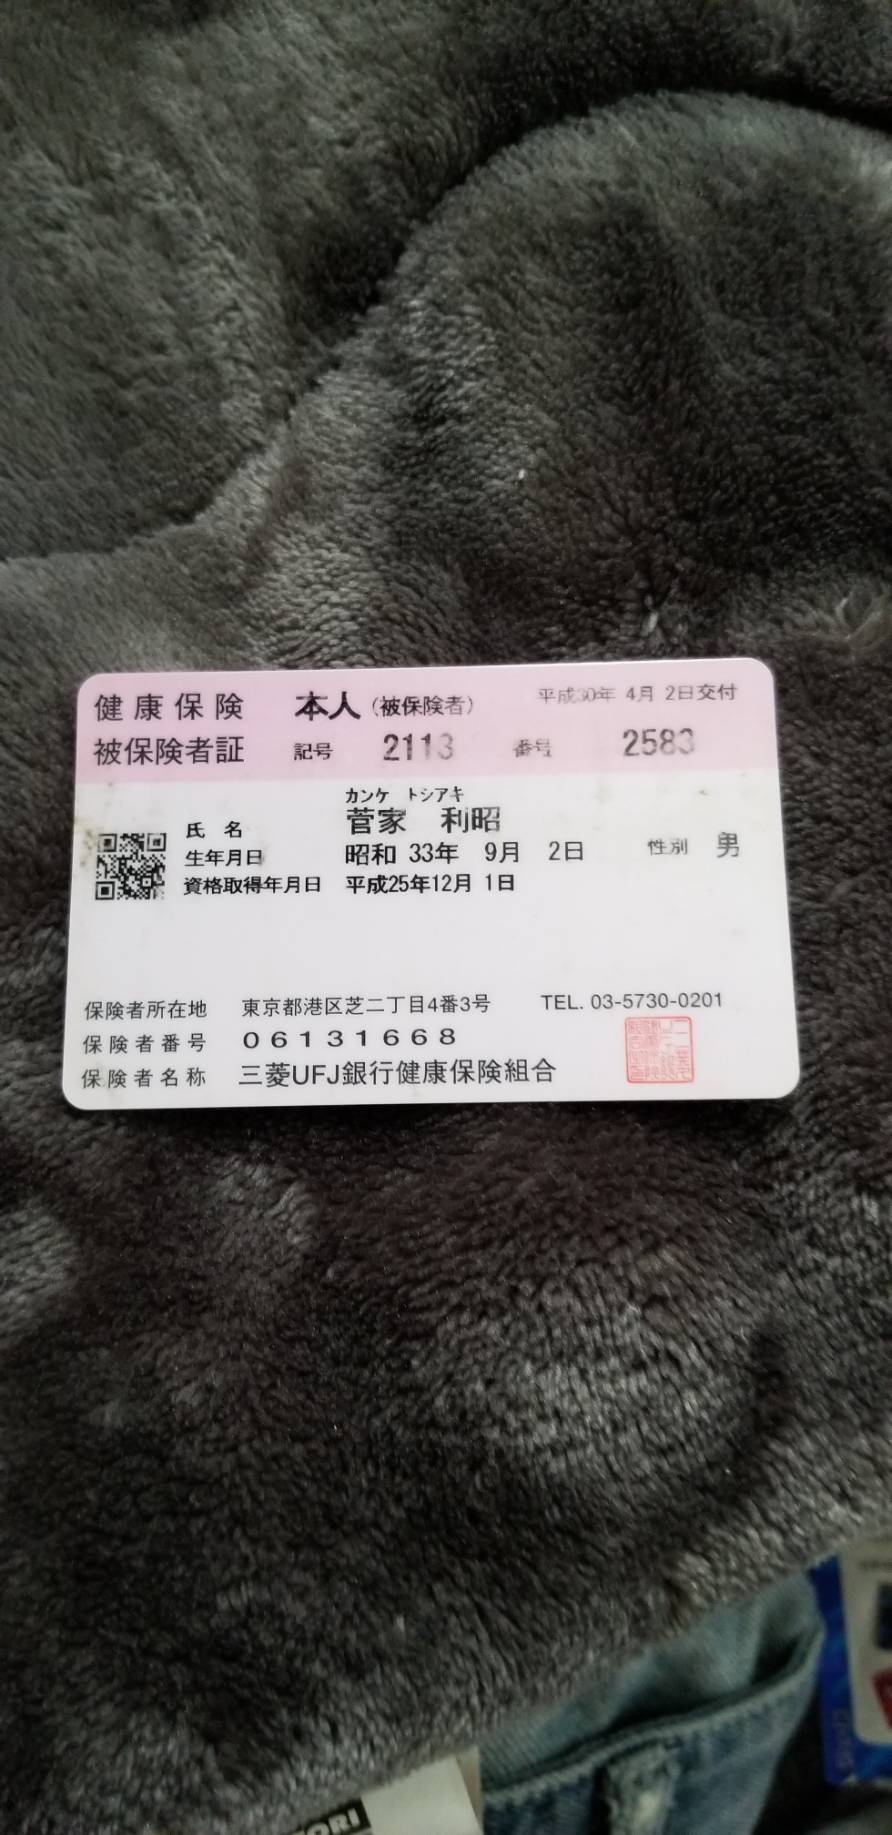 健康保険 本人(被保険者) 平成30年 4月 2日交付
被保険者証 記号 2113 番号 2583
カンケ トシアキ
氏名 菅家 利昭
生年月日 昭和 33年 9月 2日 性別 男
資格取得年月日 平成25年12月 1日
保険者所在地 東京都港区芝二丁目4番3号 TEL. 03-5730-0201
保険者番号 06131668
保険者名称 三菱UFJ銀行健康保険組合